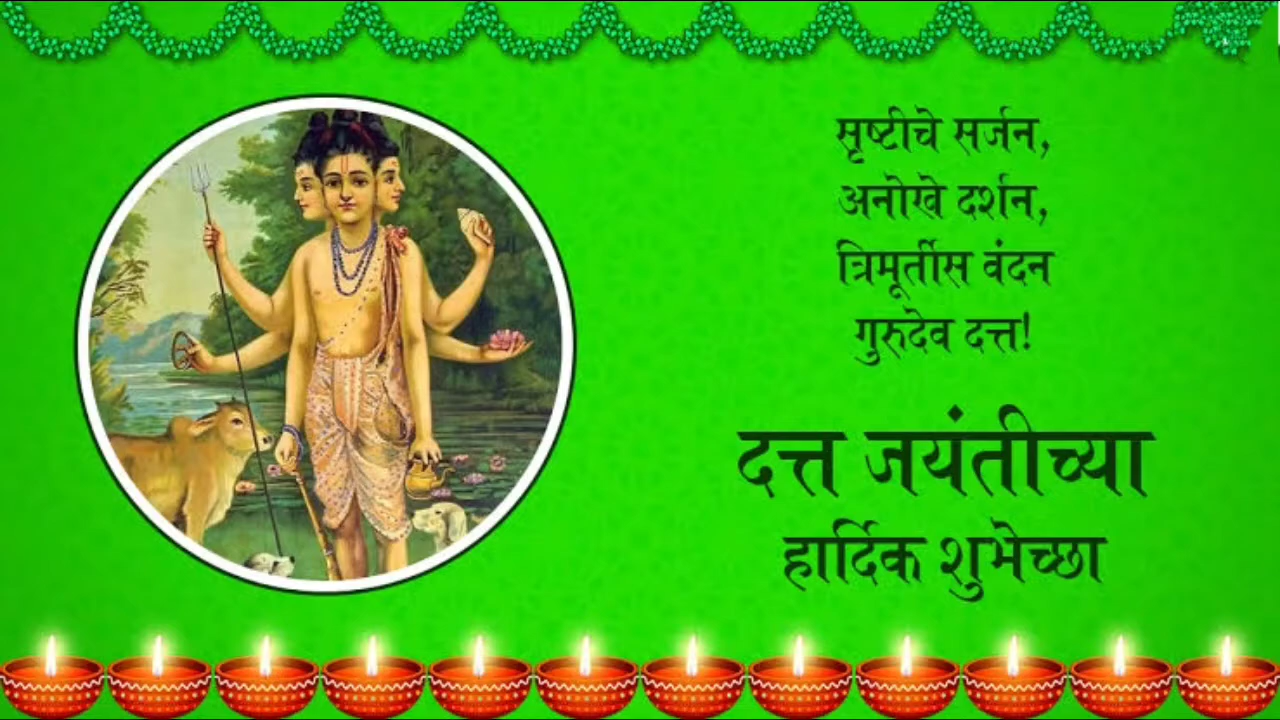 सृष्टीचे सर्जन,
अनोखे दर्शन,
त्रिमूर्तीस वंदन
गुरुदेव दत्त!
दत्त जयंतीच्या
हार्दिक शुभेच्छा